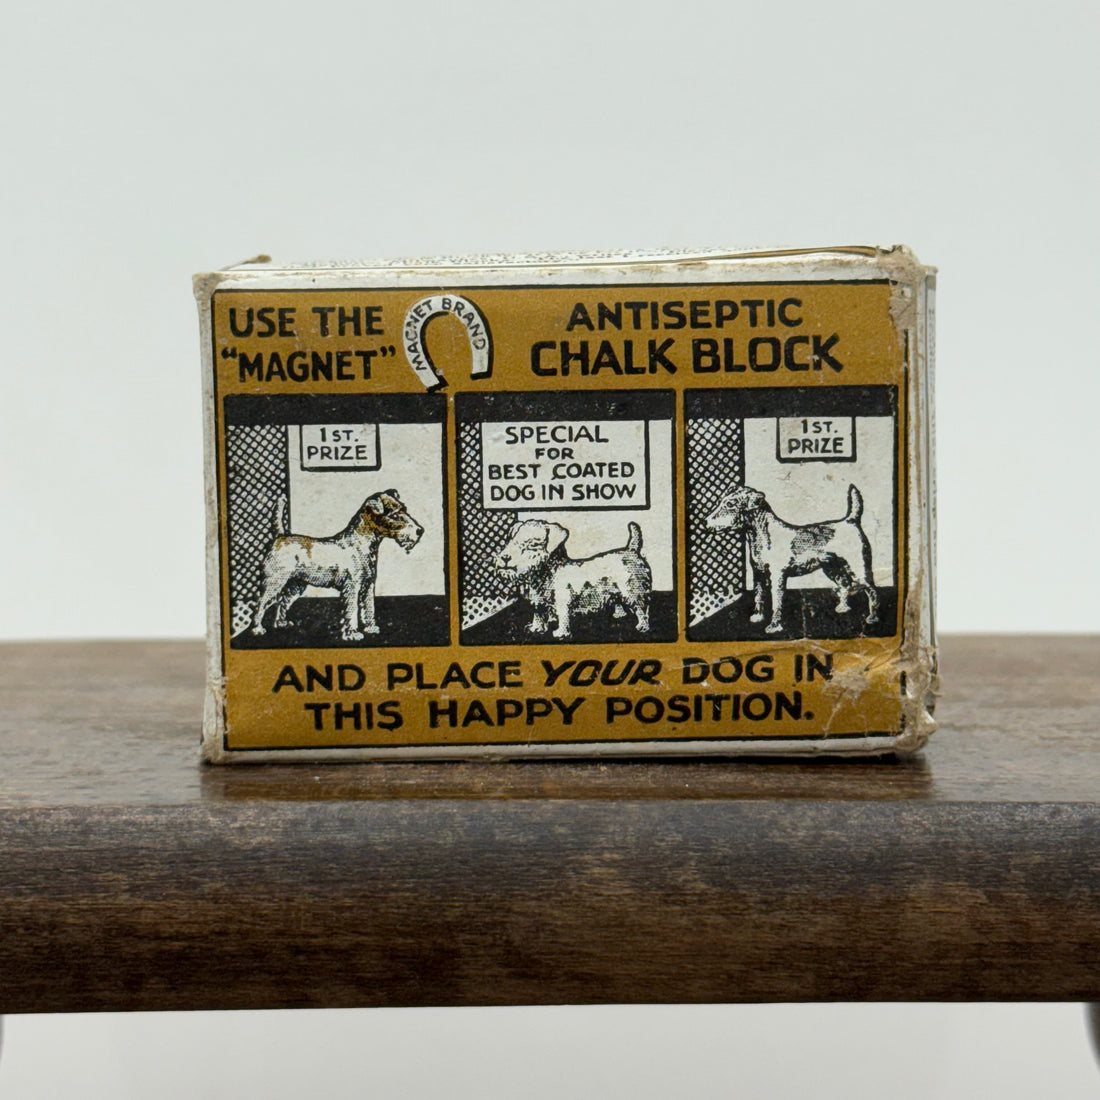 USE THE
"MAGNET"
MAGNET BRAND
ANTISEPTIC
CHALK BLOCK
1ST.
PRIZE
SPECIAL
FOR
BEST COATED
DOG IN SHOW
1ST.
PRIZE
AND PLACE YOUR DOG IN
THIS HAPPY POSITION.